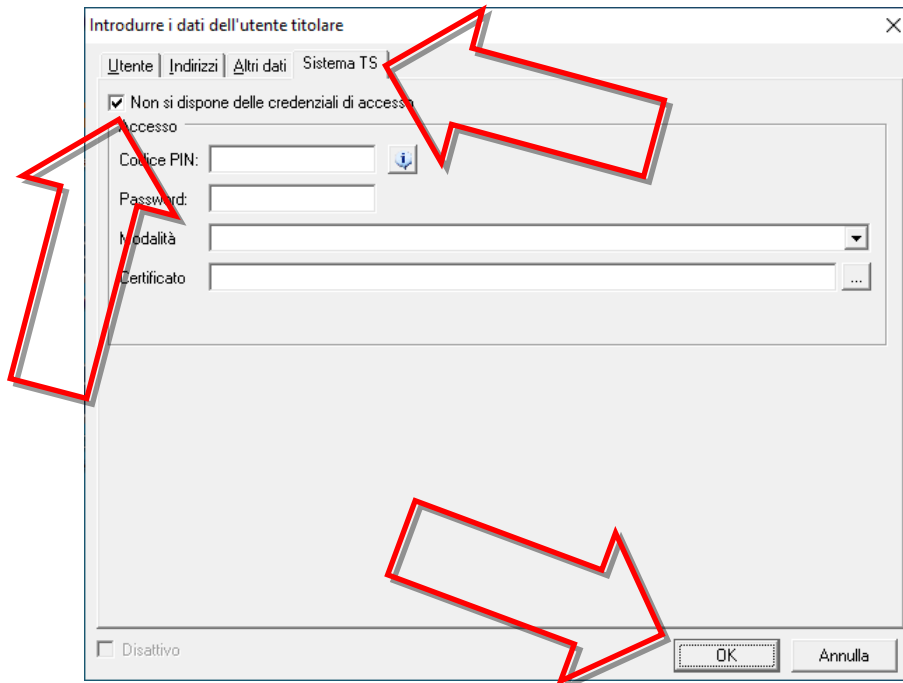 Introdurre i dati dell'utente titolare
Utente Indirizzi Altri dati Sistema TS
Non si dispone delle credenziali di accesso
Accesso
Codice PIN:
Password:
Modalità
Certificato
...
Disattivo
OK Annulla